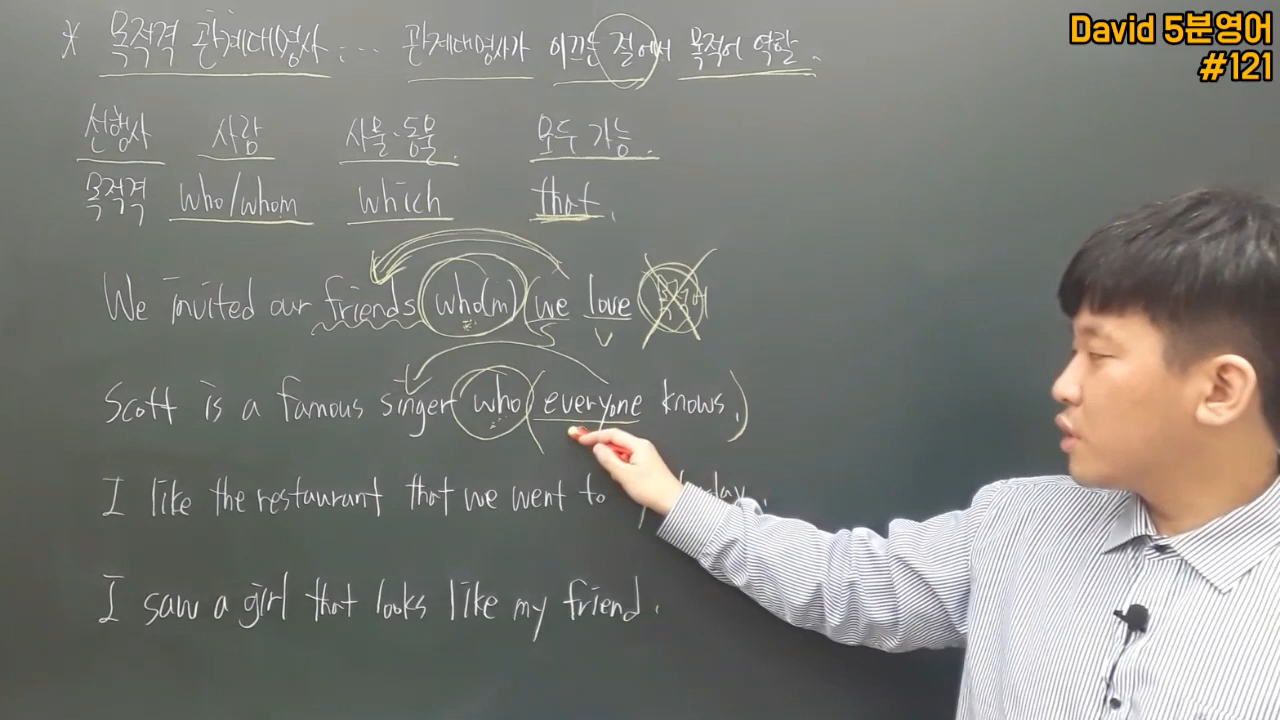 David 5분영어
#121
* 목적격 관계대명사 : ... 관계대명사가 이끄는 절에서 목적어 역할.
선행사 사람 사물·동물. 모두 가능.
목적격 who/whom which that.
We invited our friends who(m) we love
S V
Scott is a famous singer who (everyone knows.)
I like the restaurant that we went to
I saw a girl that looks like my friend.